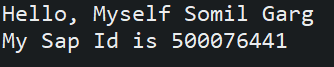 Hello, Myself Somil Garg
My Sap Id is 500076441